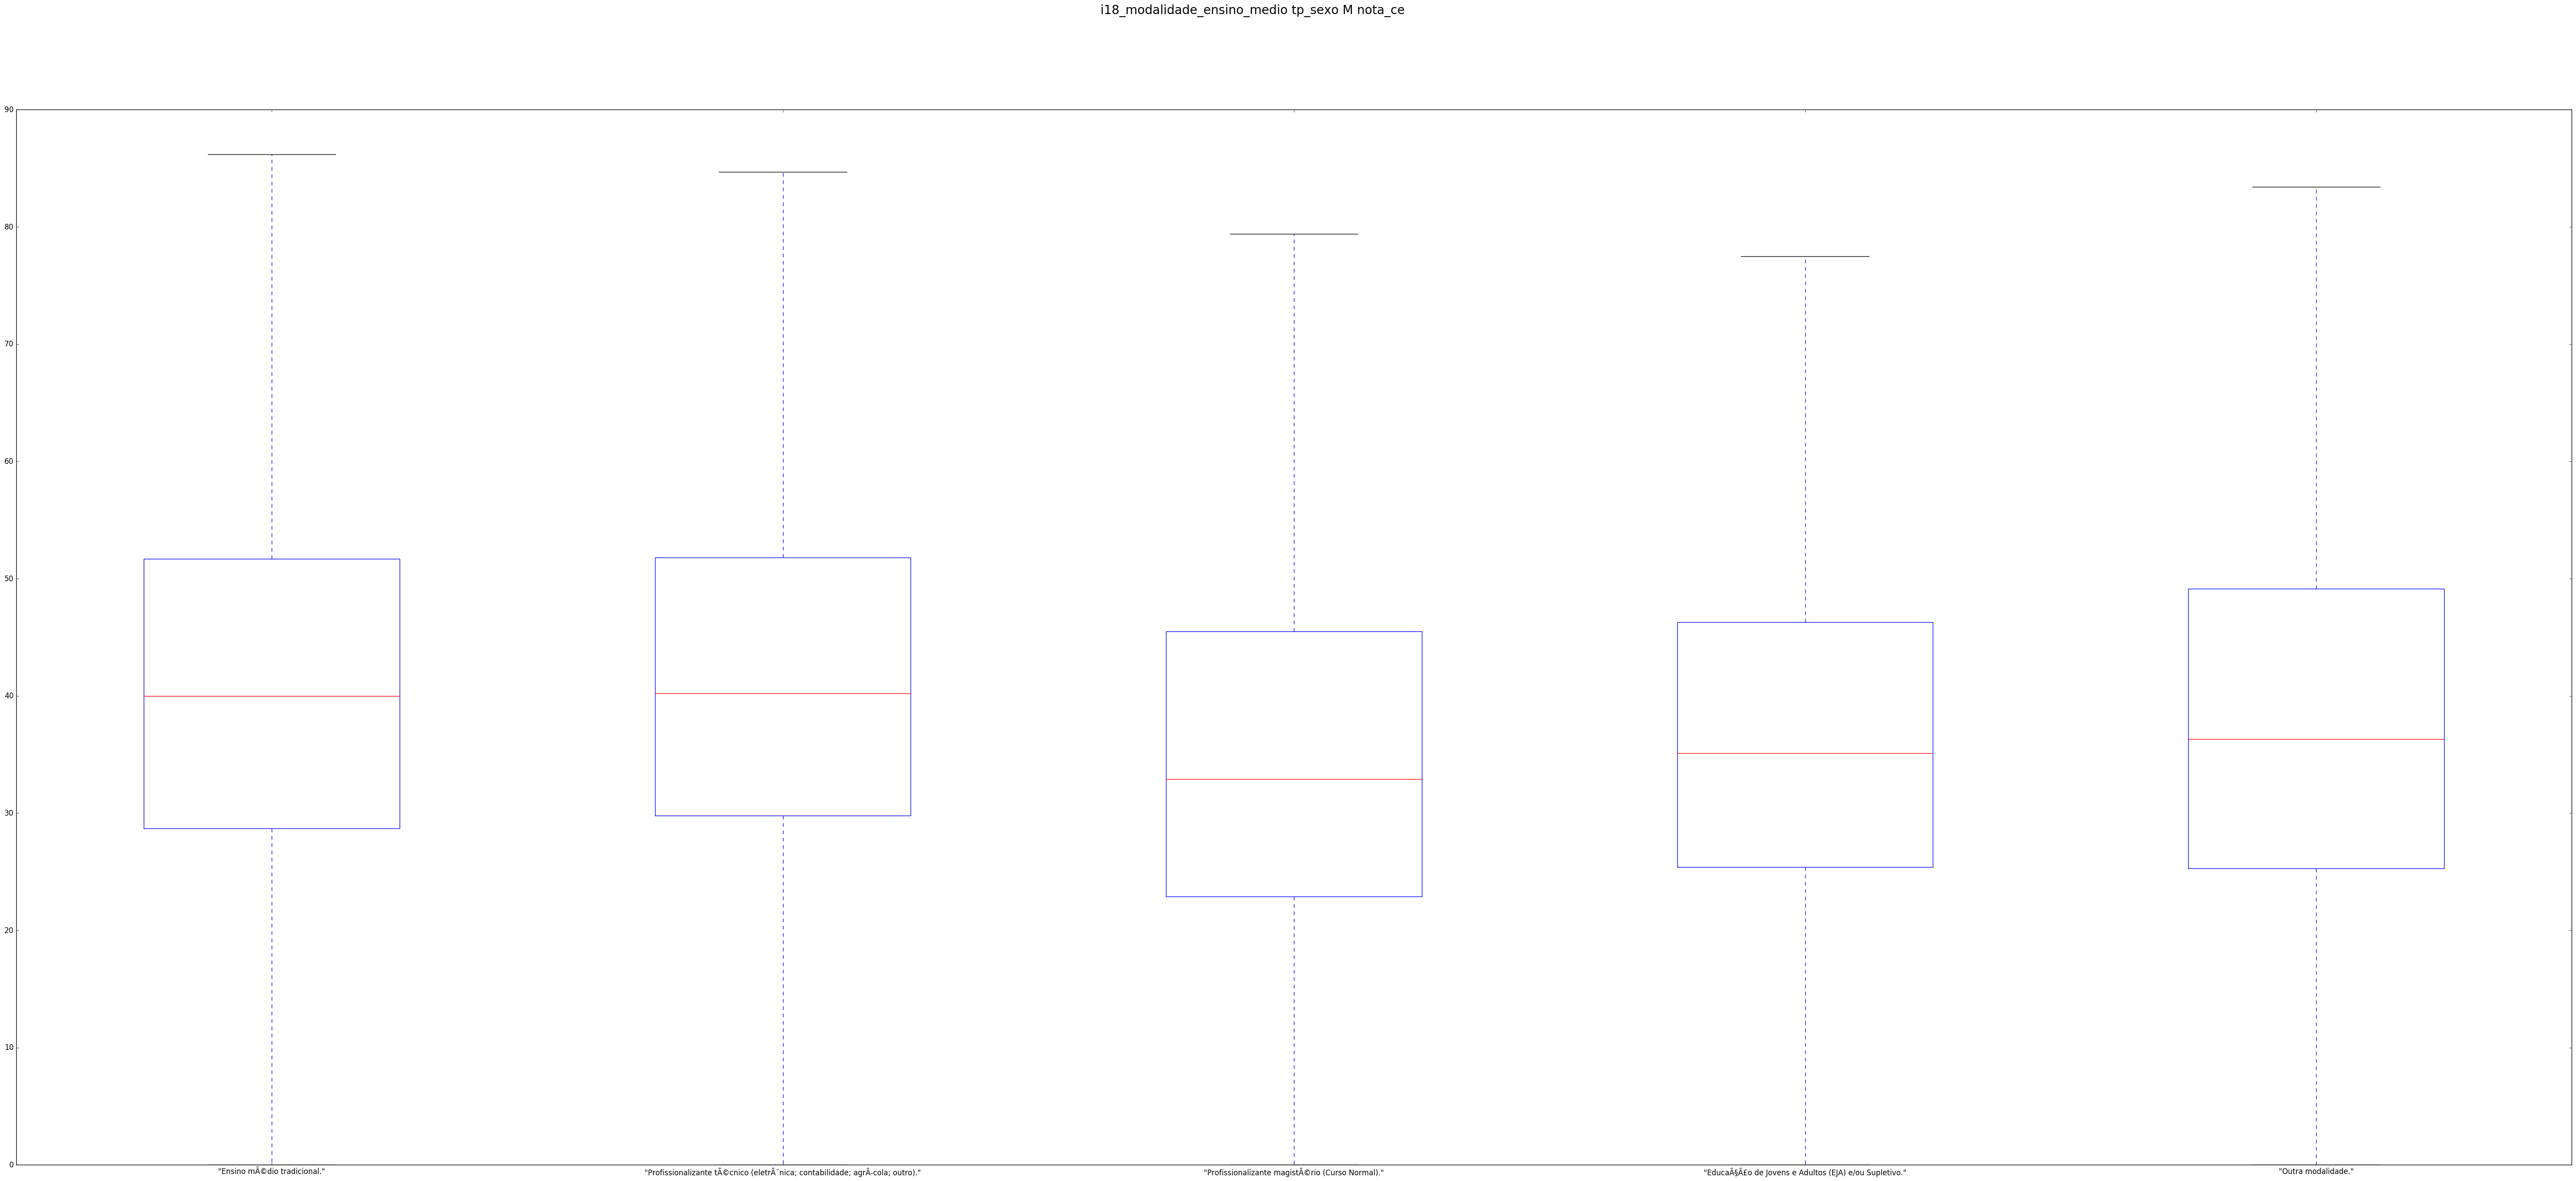 i18_modalidade_ensino_medio tp_sexo M nota_ce
90
80
70
60
50
40
30
20
10
0
"Ensino mÃ©dio tradicional."
"Profissionalizante tÃ©cnico (eletrÃ´nica; contabilidade; agrÃ-cola; outro)."
"Profissionalizante magistÃ©rio (Curso Normal)."
"EducaÃ§Ã£o de Jovens e Adultos (EJA) e/ou Supletivo."
"Outra modalidade."